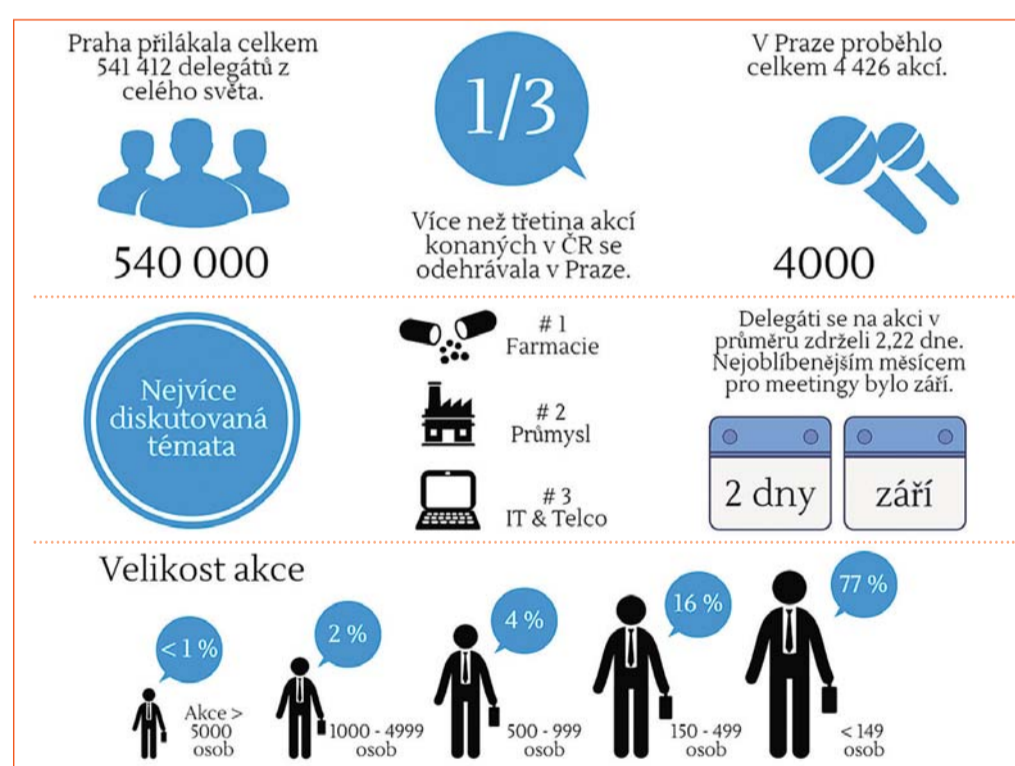 Praha přilákala celkem
541 412 delegátů z
celého světa.
540 000
1/3
Více než třetina akcí
konaných v ČR se
odehrávala v Praze.
V Praze proběhlo
celkem 4 426 akcí.
4000
Nejvíce
diskutovaná
témata
# 1
Farmacie
# 2
Průmysl
# 3
IT & Telco
Delegáti se na akci v
průměru zdrželi 2,22 dne.
Nejoblíbenějším měsícem
pro meetingy bylo září.
2 dny
září
Velikost akce
< 1 %
Akce >
5000
osob
2 %
1000 - 4999
osob
4 %
500 - 999
osob
16 %
150 - 499
osob
77 %
< 149
osob